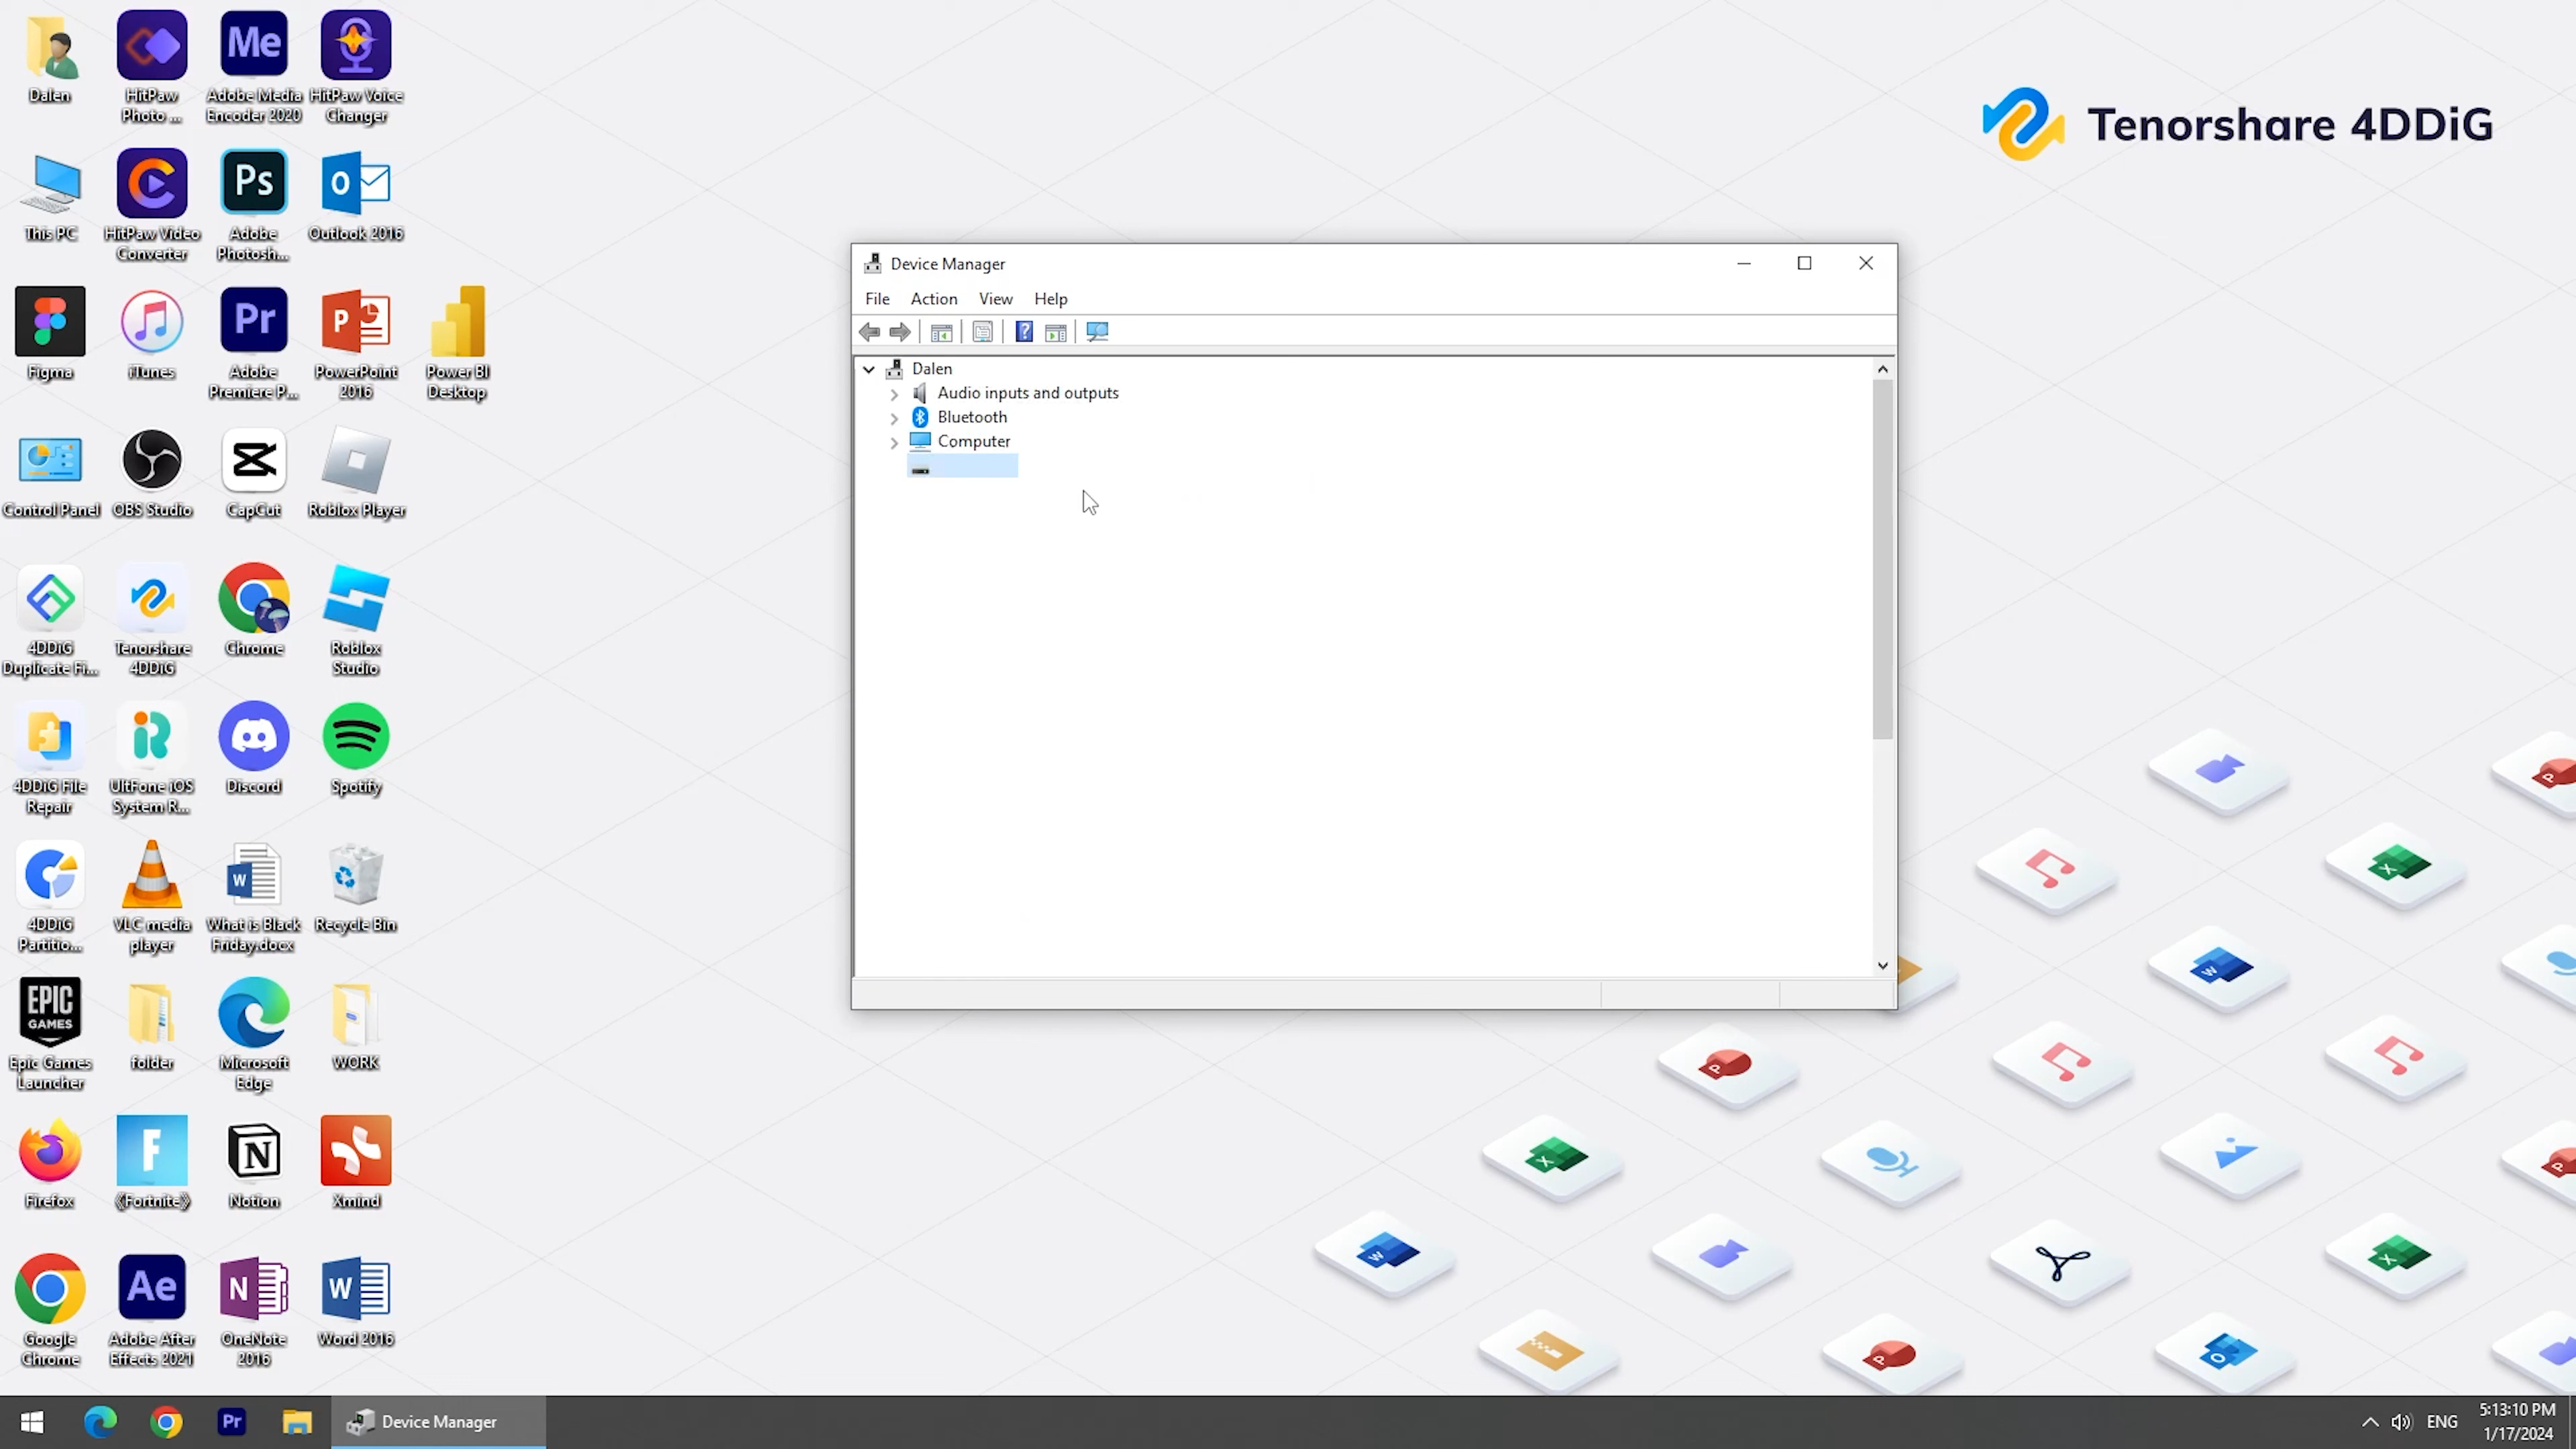 Dalen
HitPaw
Photo ...
Me
Adobe Media
Encoder 2020
HitPaw Voice
Changer
This PC
HitPaw Video
Converter
Ps
Adobe
Photosh...
O
Outlook 2016
Figma
iTunes
Pr
Adobe
Premiere P...
P
PowerPoint
2016
Power BI
Desktop
Control Panel
OBS Studio
CapCut
Roblox Player
4DDiG
Duplicate Fi...
Tenorshare
4DDiG
Chrome
Roblox
Studio
4DDiG File
Repair
UltFone iOS
System R...
Discord
Spotify
4DDiG
Partitio...
VLC media
player
W
What is Black
Friday.docx
Recycle Bin
EPIC
GAMES
Epic Games
Launcher
folder
Microsoft
Edge
WORK
Firefox
F
《Fortnite》
N
Notion
Xmind
Google
Chrome
Ae
Adobe After
Effects 2021
N
OneNote
2016
W
Word 2016
Tenorshare 4DDiG
Device Manager
File Action View Help
?
Dalen
Audio inputs and outputs
Bluetooth
Computer
P
X
W
P
X
P
W
X
P
O
Pr
Device Manager
ENG
5:13:10 PM
1/17/2024